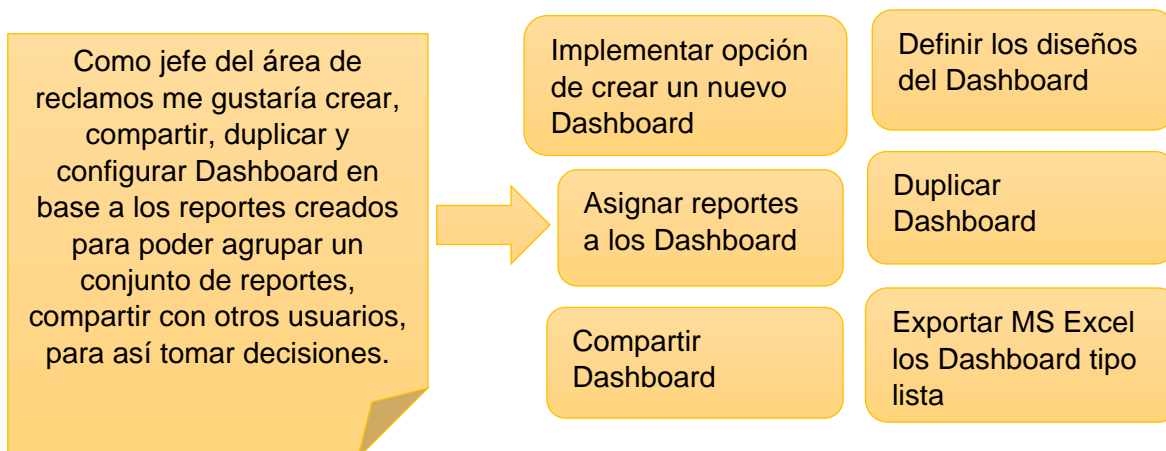 Como jefe del área de
reclamos me gustaría crear,
compartir, duplicar y
configurar Dashboard en
base a los reportes creados
para poder agrupar un
conjunto de reportes,
compartir con otros usuarios,
para así tomar decisiones.
Implementar opción
de crear un nuevo
Dashboard
Definir los diseños
del Dashboard
Asignar reportes
a los Dashboard
Duplicar
Dashboard
Compartir
Dashboard
Exportar MS Excel
los Dashboard tipo
lista